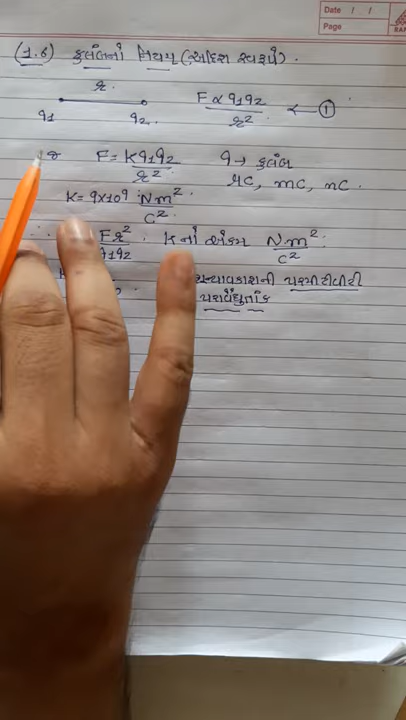 Date / /
Page
(1.6) કુલંબનો નિયમ (અદિશ સ્વરૂપ).
r
q1 q2
F ∝ q1q2 / r² ← ①
F = Kq1q2 / r²
q → કુલંબ
μC, mC, nC.
K = 9×10⁹ Nm² / C²
Fr² / q1q2 . Kનો એકમ Nm² / C²
શૂન્યાવકાશની પરમીટીવીટી
પરાવૈધુતાંક